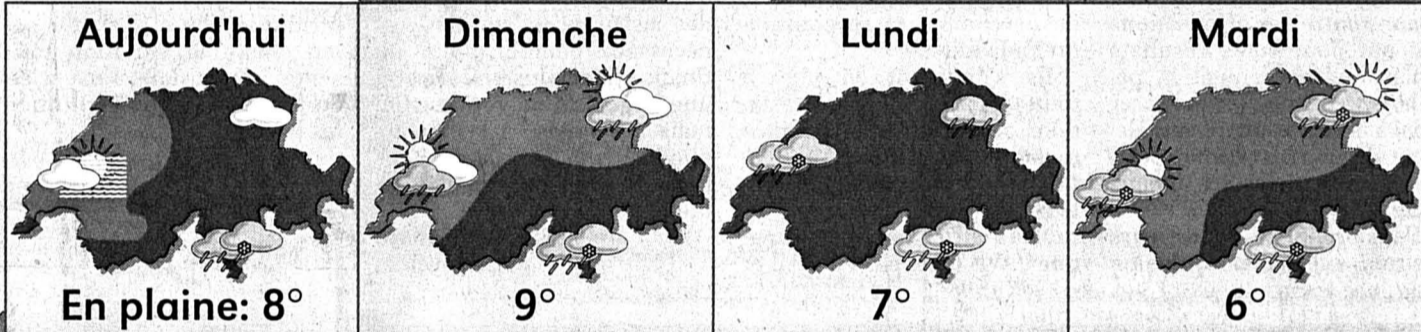 Aujourd'hui
Dimanche
Lundi
Mardi
En plaine: 8°
9°
7°
6°